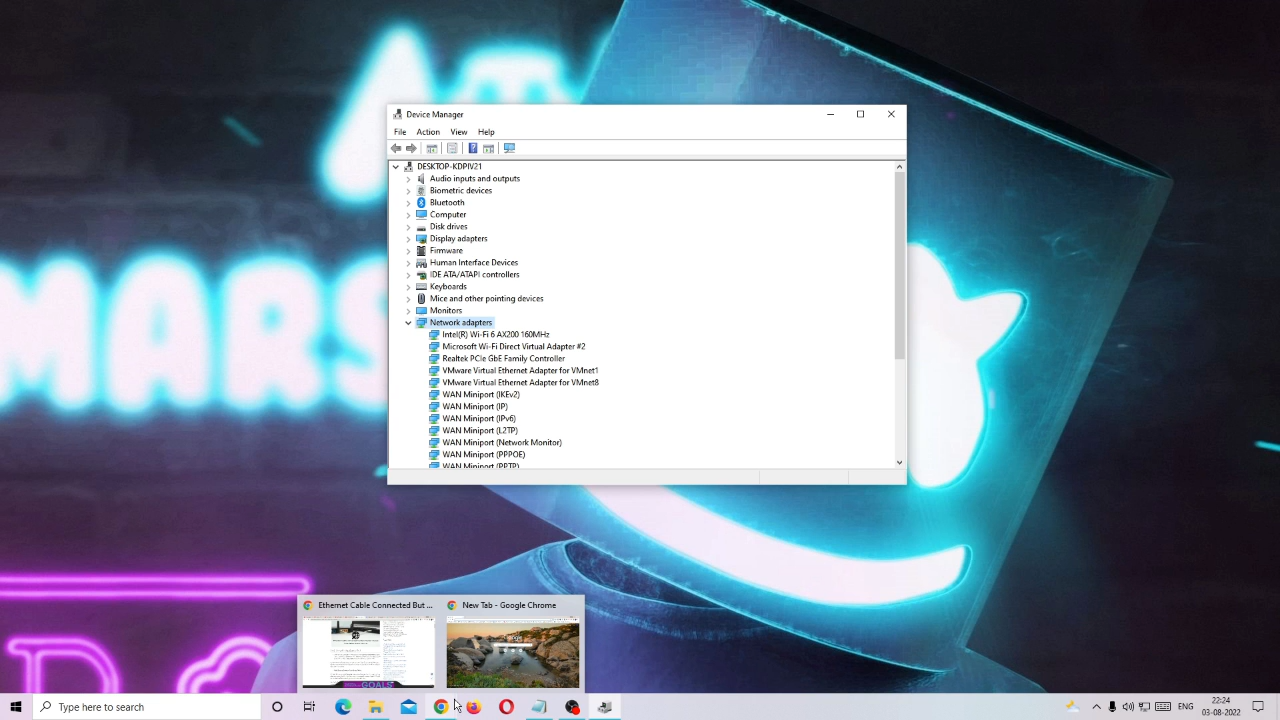 Device Manager
File Action View Help
DESKTOP-KDPIV21
Audio inputs and outputs
Biometric devices
Bluetooth
Computer
Disk drives
Display adapters
Firmware
Human Interface Devices
IDE ATA/ATAPI controllers
Keyboards
Mice and other pointing devices
Monitors
Network adapters
Intel(R) Wi-Fi 6 AX200 160MHz
Microsoft Wi-Fi Direct Virtual Adapter #2
Realtek PCIe GbE Family Controller
VMware Virtual Ethernet Adapter for VMnet1
VMware Virtual Ethernet Adapter for VMnet8
WAN Miniport (IKEv2)
WAN Miniport (IP)
WAN Miniport (IPv6)
WAN Miniport (L2TP)
WAN Miniport (Network Monitor)
WAN Miniport (PPPOE)
WAN Miniport (PPTP)
Ethernet Cable Connected But ... New Tab - Google Chrome
GOALS
Type here to search
ENG
22:24
03-08-2022